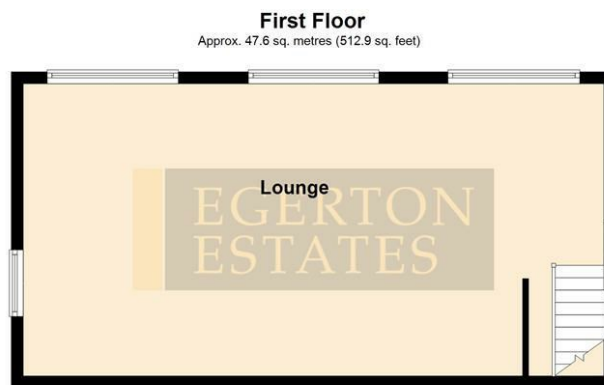 First Floor
Approx. 47.6 sq. metres (512.9 sq. feet)
Lounge
EGERTON
ESTATES